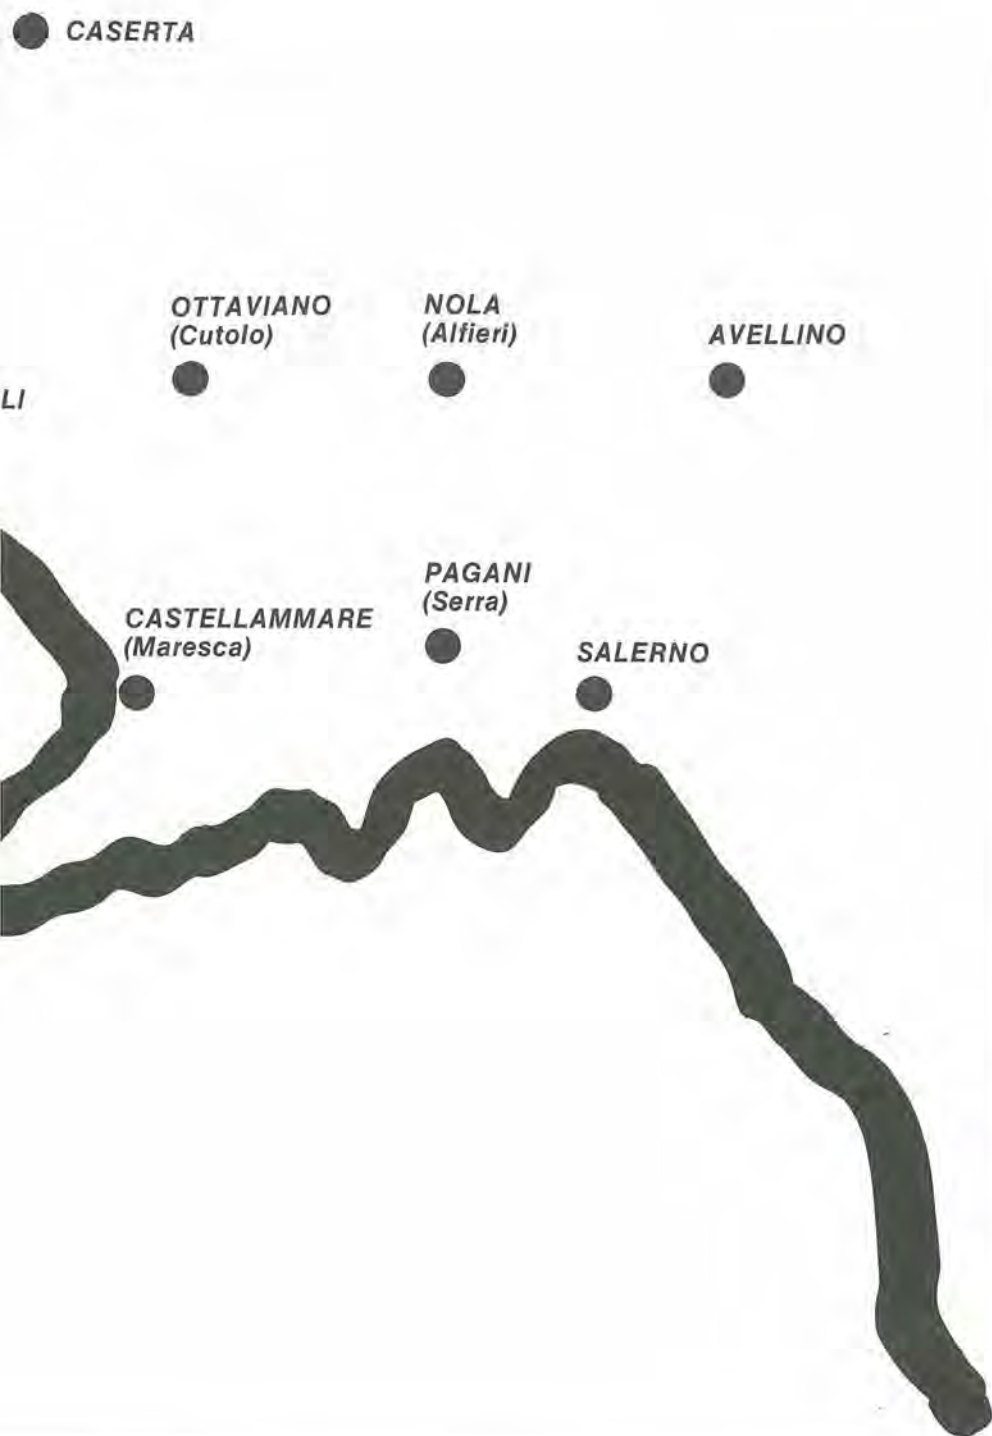 CASERTA
OTTAVIANO
(Cutolo)
NOLA
(Alfieri)
AVELLINO
LI
PAGANI
(Serra)
CASTELLAMMARE
(Maresca)
SALERNO